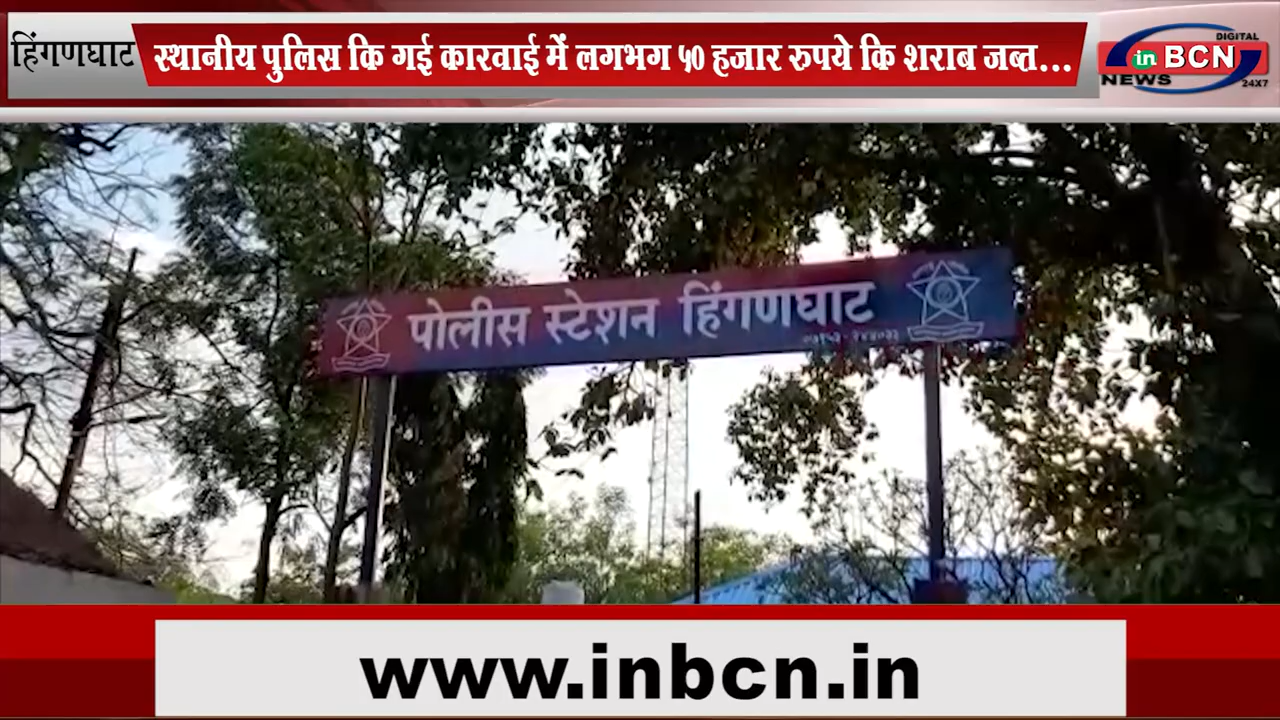 हिंगणघाट
स्थानीय पुलिस कि गई कारवाई में लगभग ५० हजार रुपये कि शराब जब्त...
DIGITAL
in BCN
NEWS
24X7
पोलीस स्टेशन हिंगणघाट
www.inbcn.in